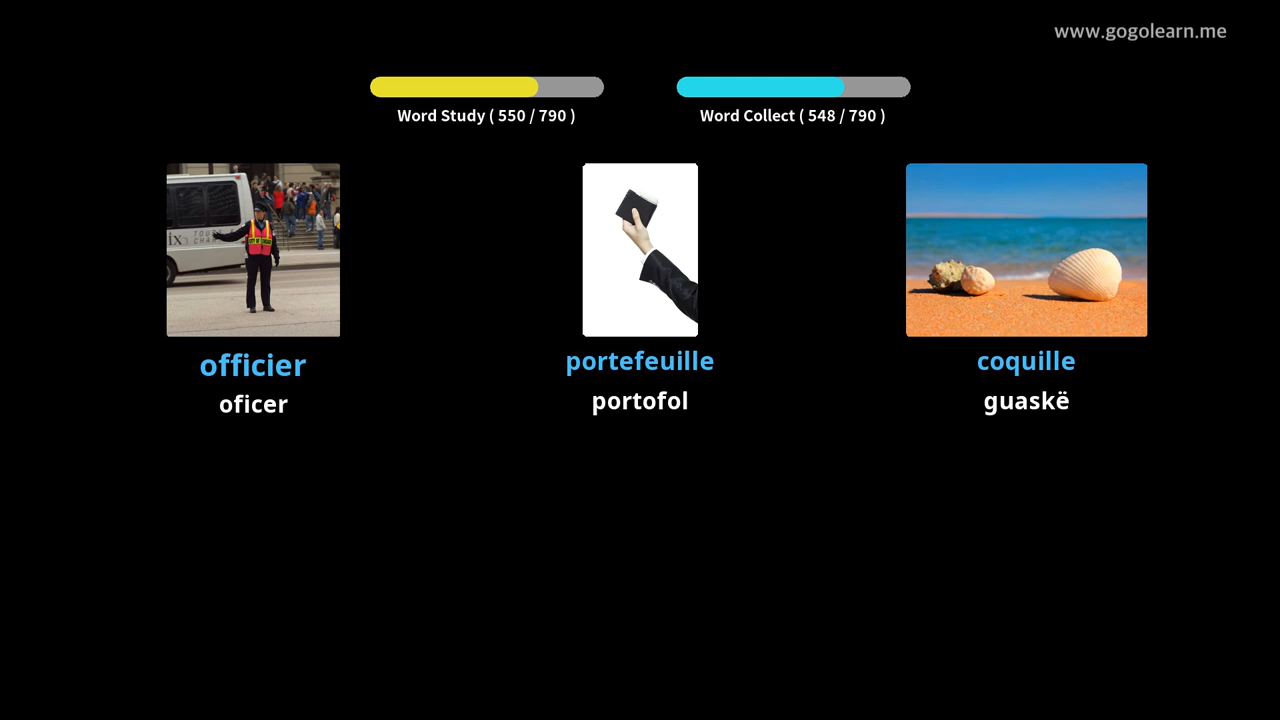 www.gogolearn.me
Word Study ( 550 / 790 )
Word Collect ( 548 / 790 )
officier
oficer
portefeuille
portofol
coquille
guaskë